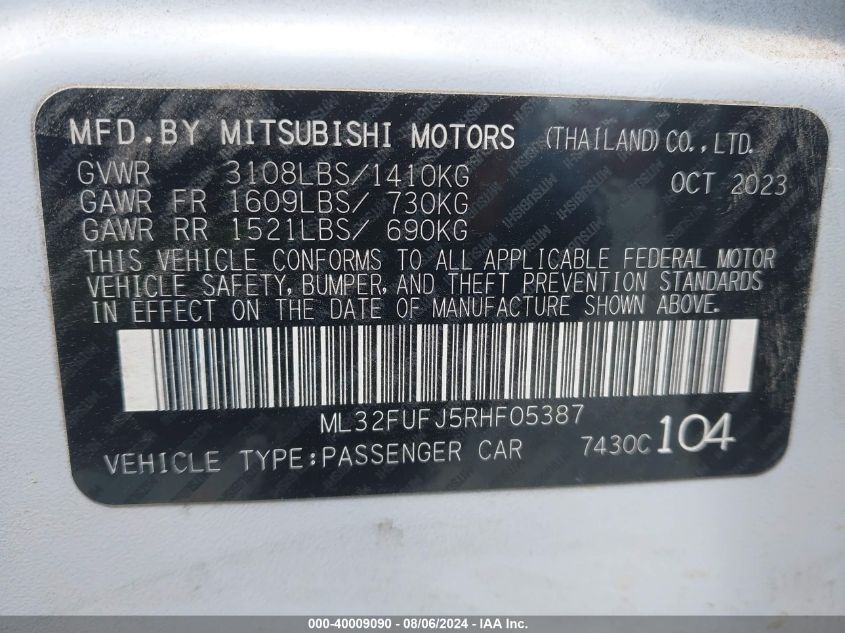 MFD.BY MITSUBISHI MOTORS (THAILAND) CO., LTD.
GVWR 3108LBS/1410KG OCT 2023
GAWR FR 1609LBS/ 730KG
GAWR RR 1521LBS/ 690KG
THIS VEHICLE CONFORMS TO ALL APPLICABLE FEDERAL MOTOR
VEHICLE SAFETY, BUMPER, AND THEFT PREVENTION STANDARDS
IN EFFECT ON THE DATE OF MANUFACTURE SHOWN ABOVE.
ML32FUFJ5RHF05387
VEHICLE TYPE:PASSENGER CAR 7430C 104
000-40009090 - 08/06/2024 - IAA Inc.